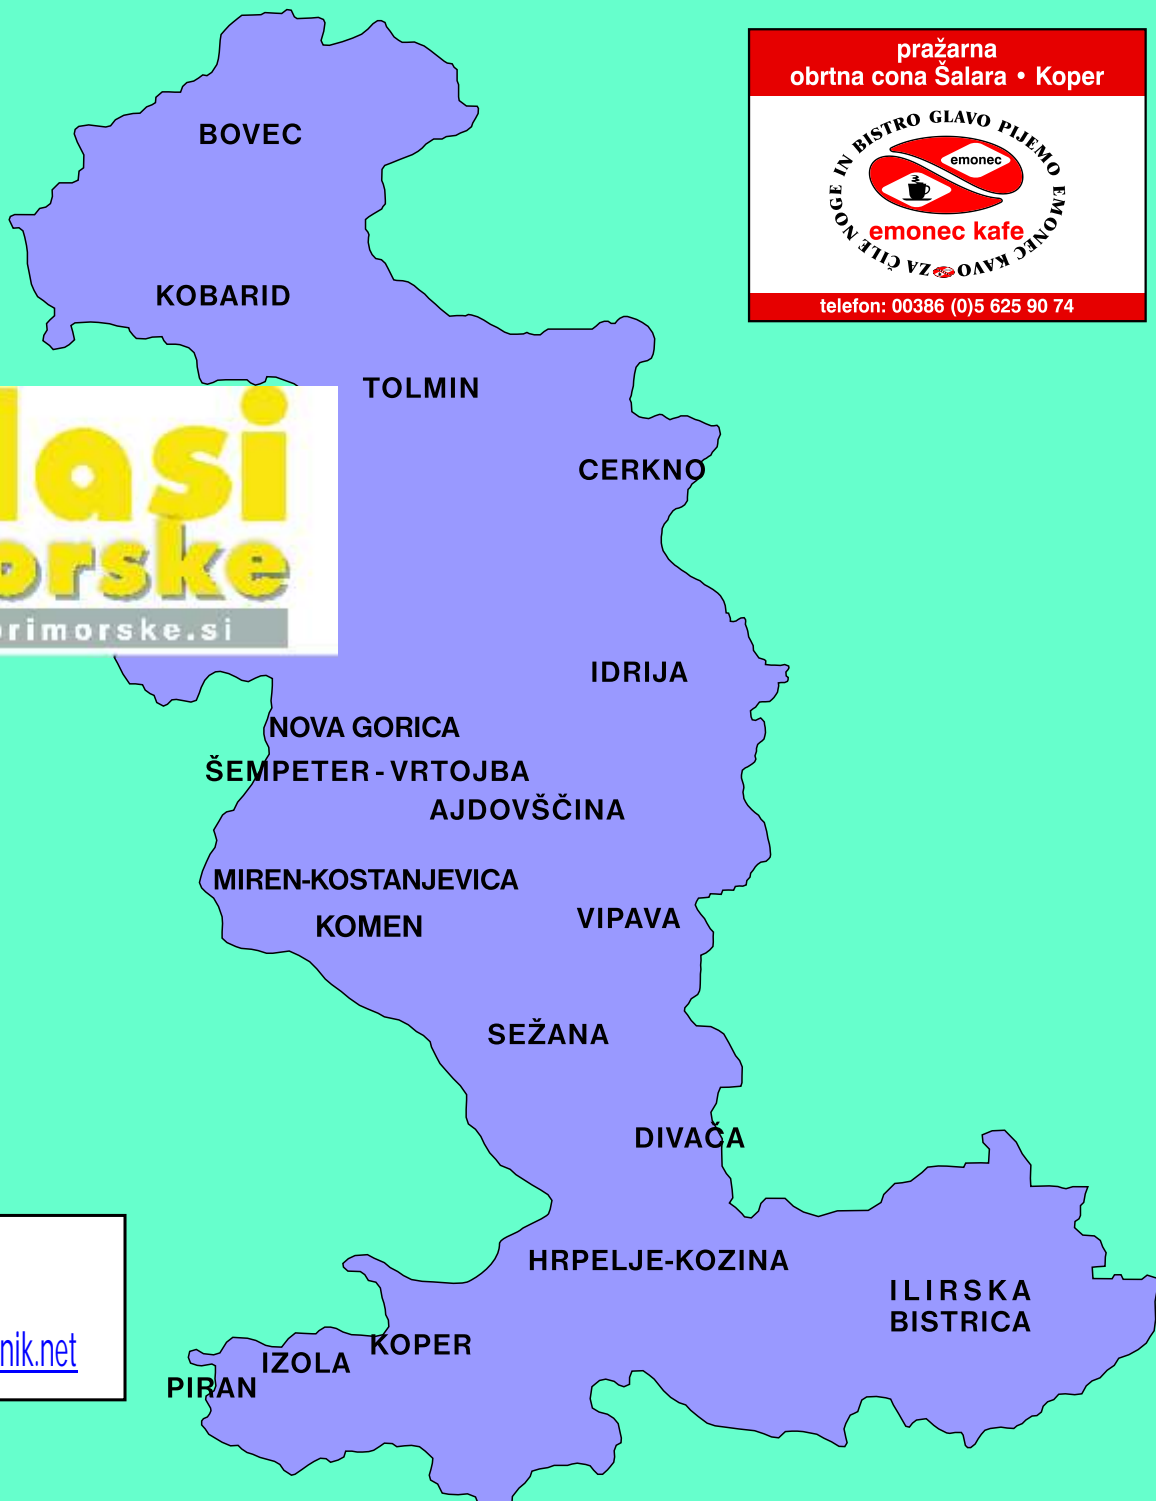 pražarna
obrtna cona Šalara • Koper
ZA ČILE NOGE IN BISTRO GLAVO PIJEMO EMONEC KAVO
emonec
emonec kafe
telefon: 00386 (0)5 625 90 74
BOVEC
KOBARID
TOLMIN
lasi
orske
primorske.si
CERKNO
IDRIJA
NOVA GORICA
ŠEMPETER - VRTOJBA
AJDOVŠČINA
MIREN-KOSTANJEVICA
KOMEN
VIPAVA
SEŽANA
DIVAČA
HRPELJE-KOZINA
ILIRSKA
BISTRICA
nik.net
KOPER
IZOLA
PIRAN